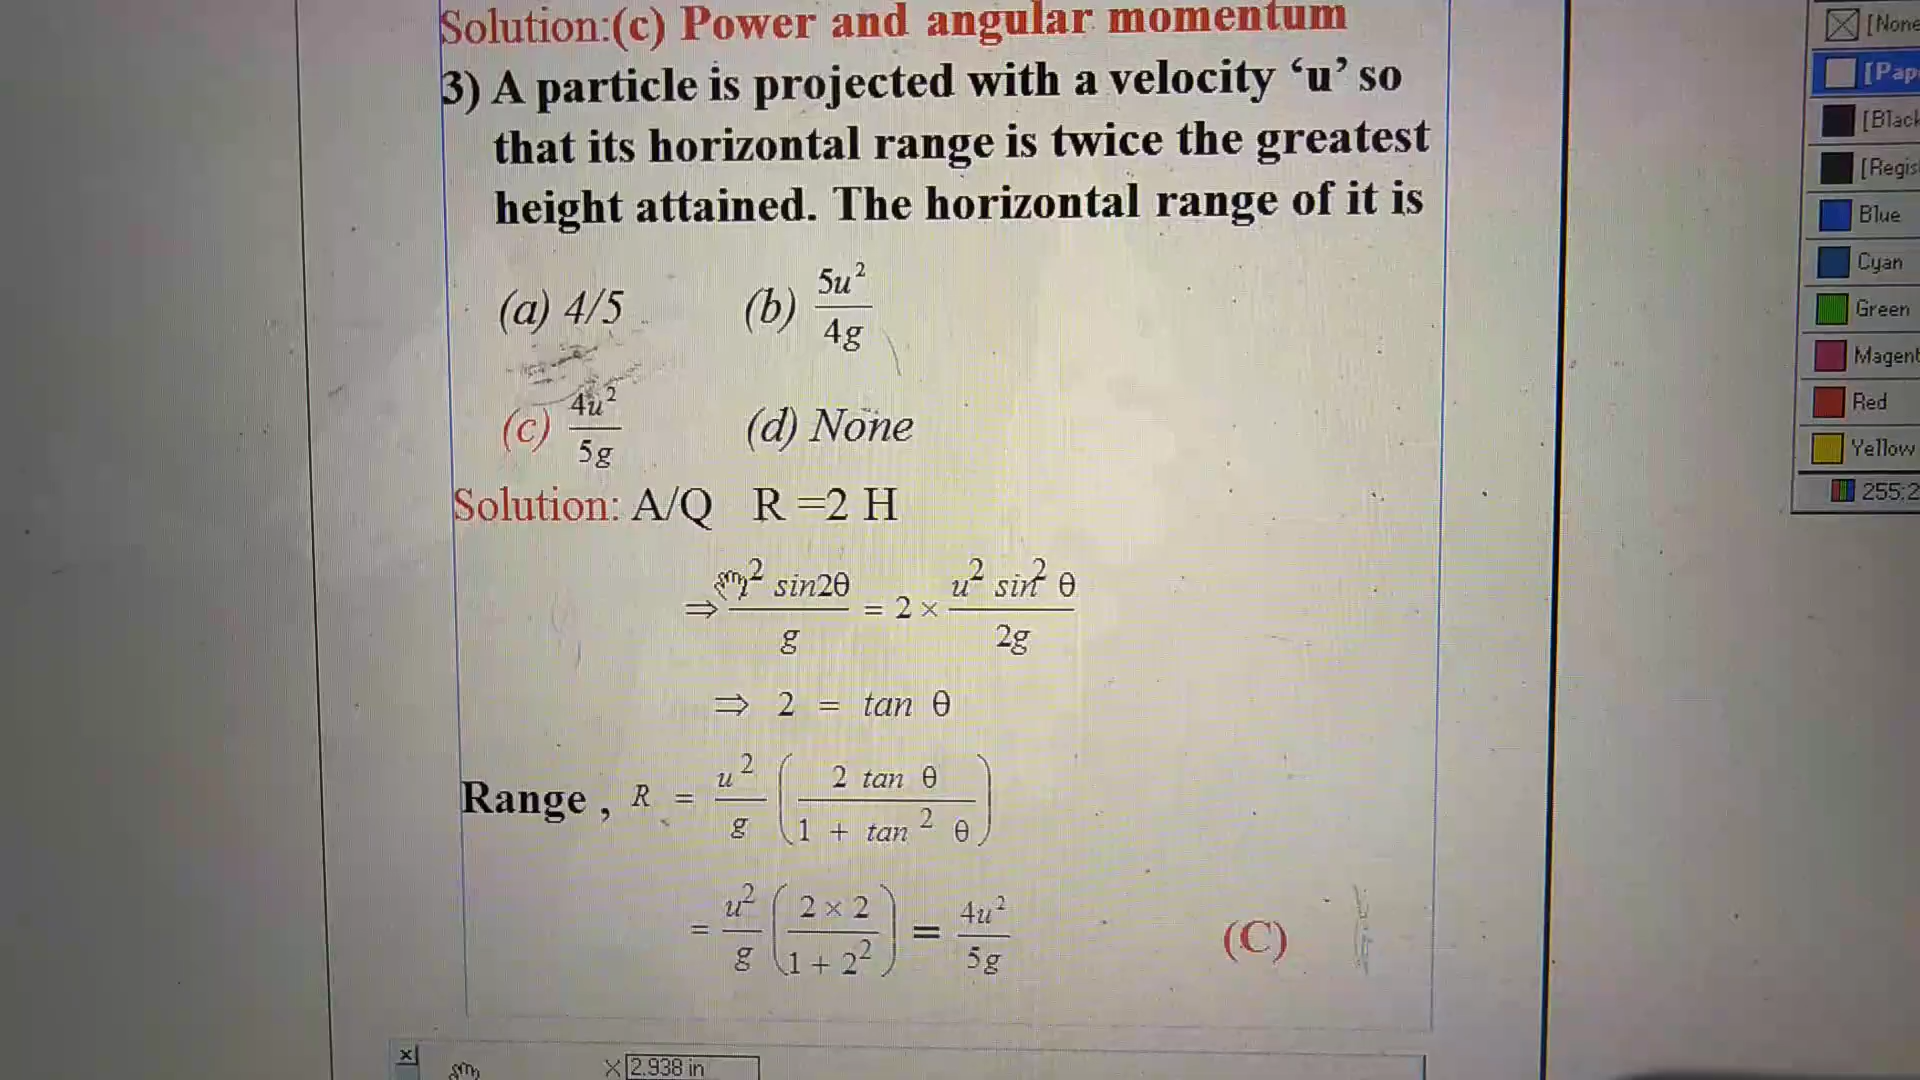 Solution:(c) Power and angular momentum
3) A particle is projected with a velocity ‘u’ so
that its horizontal range is twice the greatest
height attained. The horizontal range of it is
(a) 4/5 (b) 5u²/4g
(c) 4u²/5g (d) None
Solution: A/Q R =2 H
⇒ u² sin2θ / g = 2 × u² sin² θ / 2g
⇒ 2 = tan θ
Range , R = u²/g (2 tan θ / 1 + tan² θ)
= u²/g (2 × 2 / 1 + 2²) = 4u²/5g (C)
[None
[Pap
[Black
[Regis
Blue
Cyan
Green
Magent
Red
Yellow
255:2
X 2.938 in